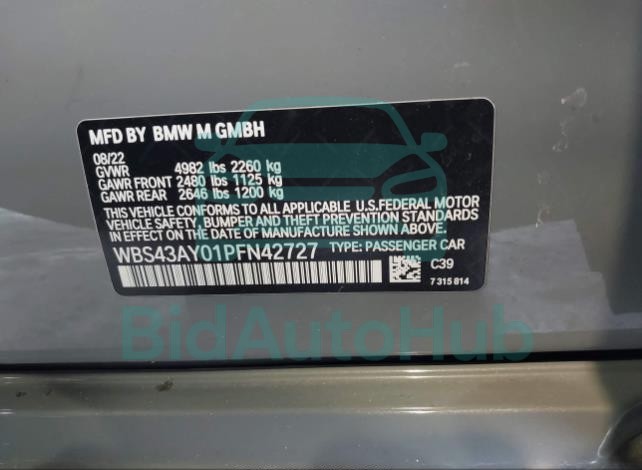 MFD BY BMW M GMBH
08/22
GVWR 4982 lbs 2260 kg
GAWR FRONT 2480 lbs 1125 kg
GAWR REAR 2646 lbs 1200 kg
THIS VEHICLE CONFORMS TO ALL APPLICABLE U.S.FEDERAL MOTOR
VEHICLE SAFETY, BUMPER AND THEFT PREVENTION STANDARDS
IN EFFECT ON THE DATE OF MANUFACTURE SHOWN ABOVE.
WBS43AY01PFN42727 TYPE: PASSENGER CAR
C39
7 315 814
BidAutoHub